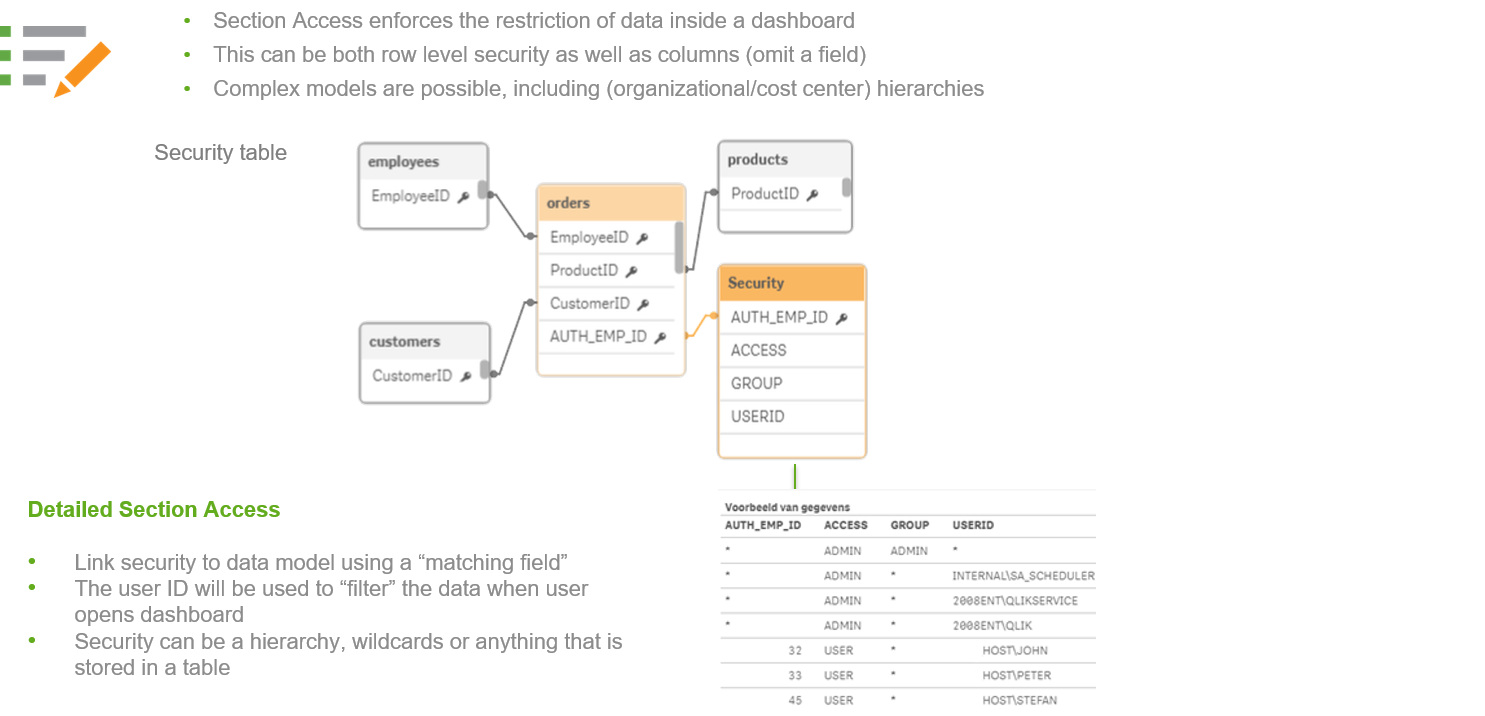 Section Access enforces the restriction of data inside a dashboard
This can be both row level security as well as columns (omit a field)
Complex models are possible, including (organizational/cost center) hierarchies
Security table
employees
EmployeeID
customers
CustomerID
orders
EmployeeID
ProductID
CustomerID
AUTH_EMP_ID
products
ProductID
Security
AUTH_EMP_ID
ACCESS
GROUP
USERID
Detailed Section Access
Link security to data model using a “matching field”
The user ID will be used to “filter” the data when user
opens dashboard
Security can be a hierarchy, wildcards or anything that is
stored in a table
Voorbeeld van gegevens
AUTH_EMP_ID ACCESS GROUP USERID
* ADMIN ADMIN *
* ADMIN * INTERNAL\SA_SCHEDULER
* ADMIN * 2008ENT\QLIKSERVICE
* ADMIN * 2008ENT\QLIK
32 USER * HOST\JOHN
33 USER * HOST\PETER
45 USER * HOST\STEFAN